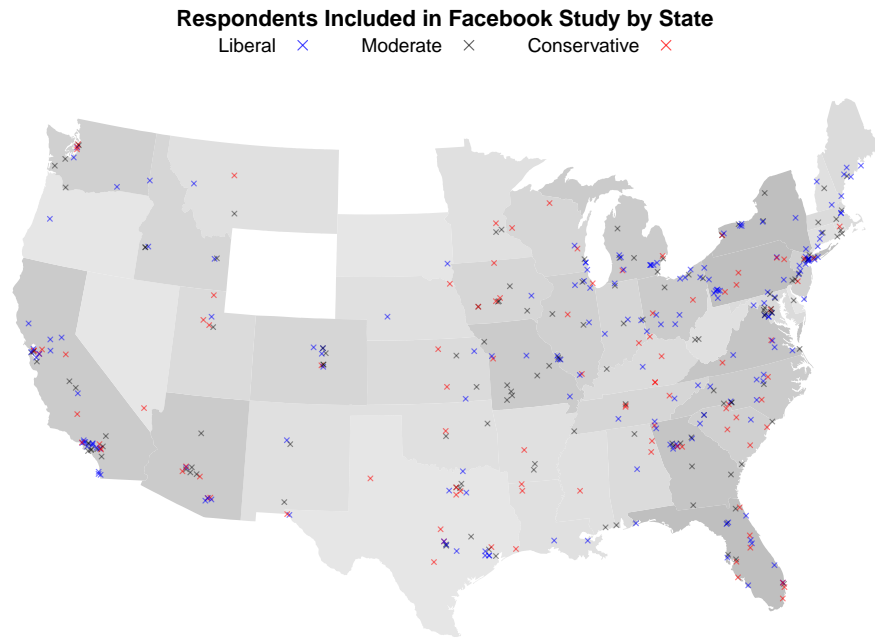 Respondents Included in Facebook Study by State
Liberal × Moderate × Conservative ×